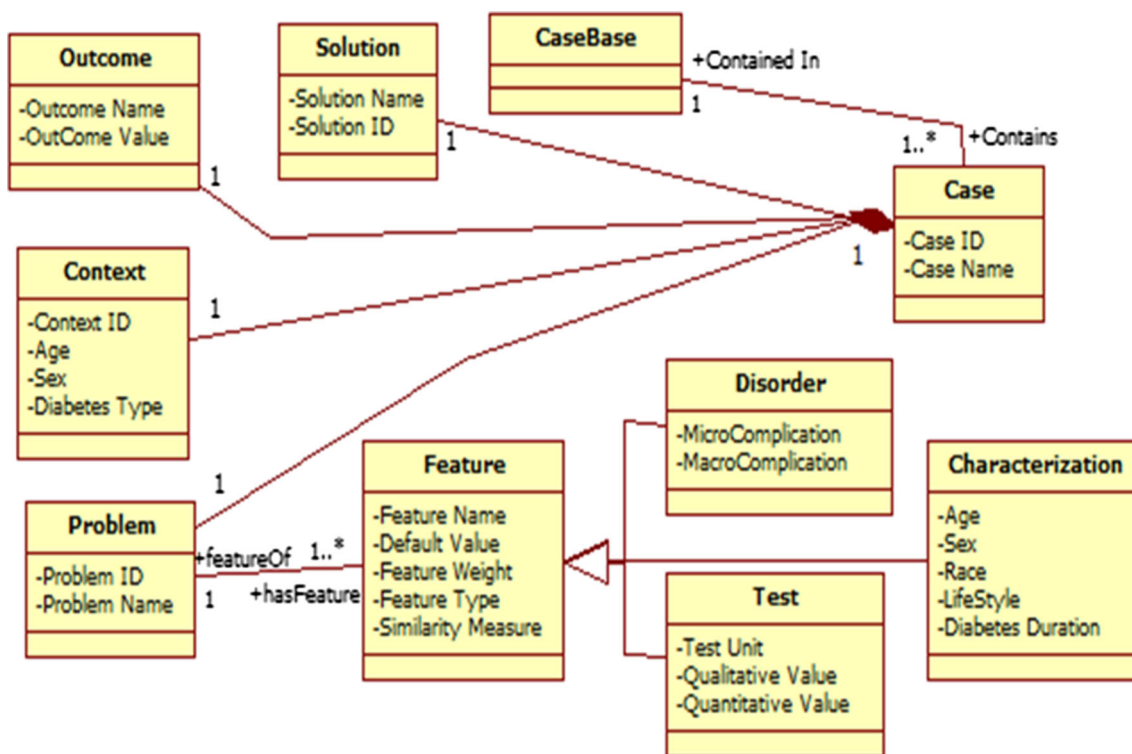 Outcome
-Outcome Name
-OutCome Value
1
Solution
-Solution Name
-Solution ID
1
CaseBase
+Contained In
1
1..*
+Contains
Case
-Case ID
-Case Name
1
Context
-Context ID
-Age
-Sex
-Diabetes Type
1
Problem
-Problem ID
-Problem Name
1
+featureOf
1..*
1
+hasFeature
Feature
-Feature Name
-Default Value
-Feature Weight
-Feature Type
-Similarity Measure
Disorder
-MicroComplication
-MacroComplication
Characterization
-Age
-Sex
-Race
-LifeStyle
-Diabetes Duration
Test
-Test Unit
-Qualitative Value
-Quantitative Value